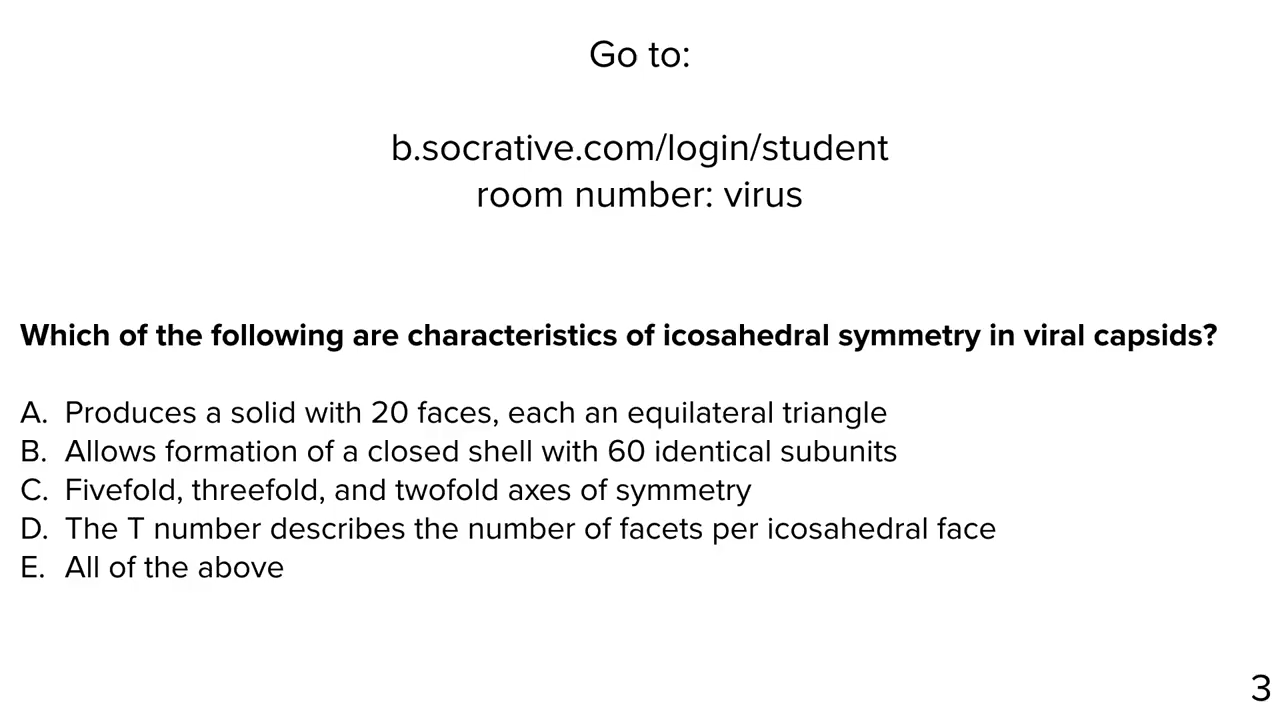 Go to:
b.socrative.com/login/student
room number: virus
Which of the following are characteristics of icosahedral symmetry in viral capsids?
A. Produces a solid with 20 faces, each an equilateral triangle
B. Allows formation of a closed shell with 60 identical subunits
C. Fivefold, threefold, and twofold axes of symmetry
D. The T number describes the number of facets per icosahedral face
E. All of the above
3